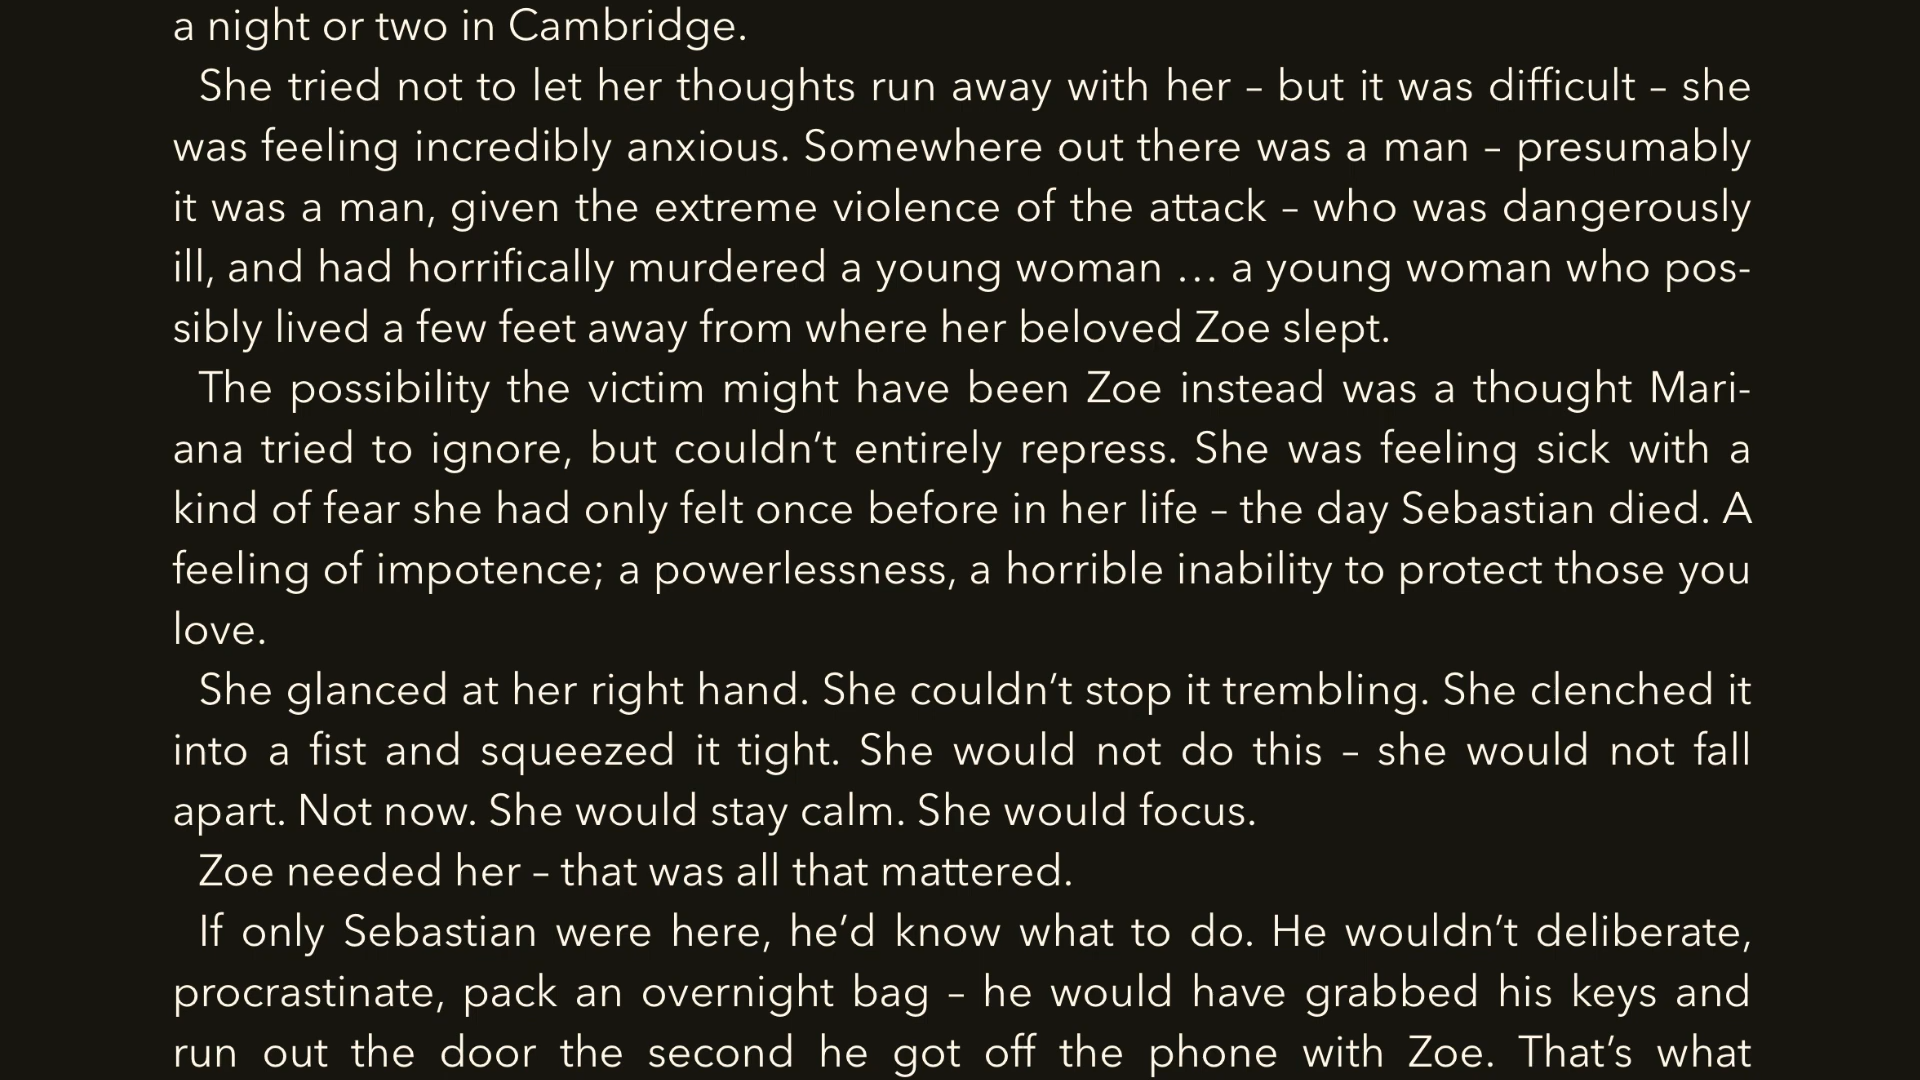 a night or two in Cambridge.
She tried not to let her thoughts run away with her – but it was difficult – she
was feeling incredibly anxious. Somewhere out there was a man – presumably
it was a man, given the extreme violence of the attack – who was dangerously
ill, and had horrifically murdered a young woman … a young woman who pos-
sibly lived a few feet away from where her beloved Zoe slept.
The possibility the victim might have been Zoe instead was a thought Mari-
ana tried to ignore, but couldn’t entirely repress. She was feeling sick with a
kind of fear she had only felt once before in her life – the day Sebastian died. A
feeling of impotence; a powerlessness, a horrible inability to protect those you
love.
She glanced at her right hand. She couldn’t stop it trembling. She clenched it
into a fist and squeezed it tight. She would not do this – she would not fall
apart. Not now. She would stay calm. She would focus.
Zoe needed her – that was all that mattered.
If only Sebastian were here, he’d know what to do. He wouldn’t deliberate,
procrastinate, pack an overnight bag – he would have grabbed his keys and
run out the door the second he got off the phone with Zoe. That’s what